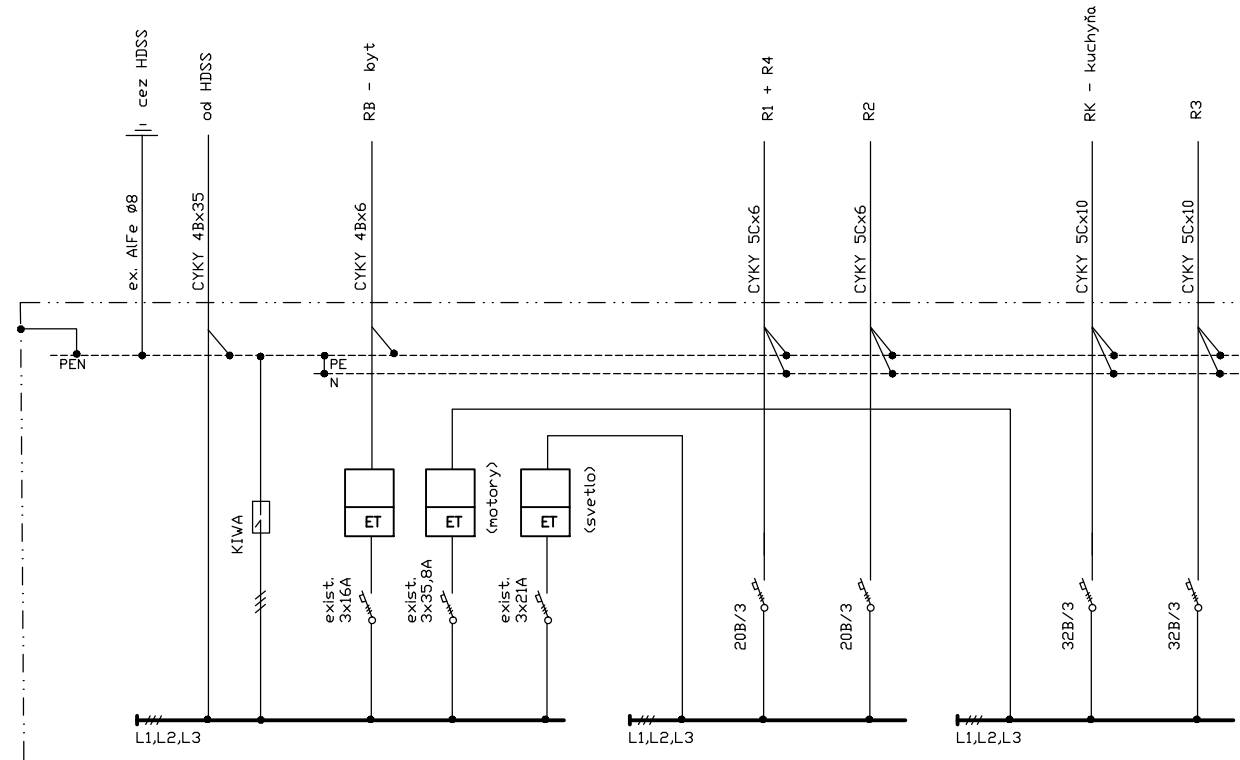 cez HDSS
od HDSS
RB - byt
R1 + R4
R2
RK - kuchyňa
R3
ex. AlFe Ø8
CYKY 4Bx35
CYKY 4Bx6
CYKY 5Cx6
CYKY 5Cx6
CYKY 5Cx10
CYKY 5Cx10
PEN
PE
N
KIWA
ET
ET
(motory)
ET
(svetlo)
exist.
3x16A
exist.
3x35,8A
exist.
3x21A
20B/3
20B/3
32B/3
32B/3
L1,L2,L3
L1,L2,L3
L1,L2,L3